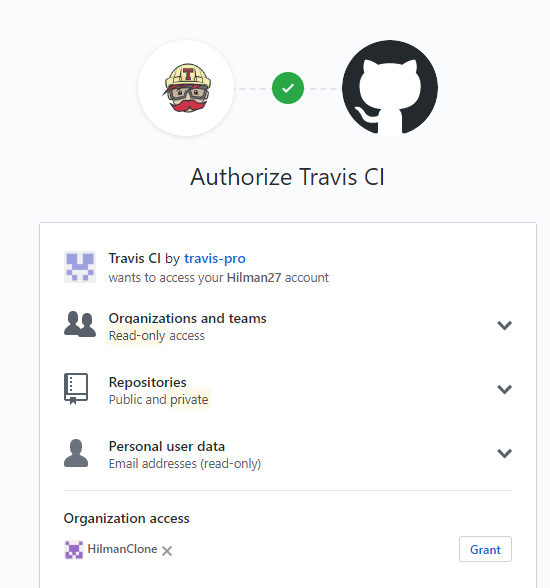 T
Authorize Travis CI
Travis CI by travis-pro
wants to access your Hilman27 account
Organizations and teams
Read-only access
Repositories
Public and private
Personal user data
Email addresses (read-only)
Organization access
HilmanClone
Grant